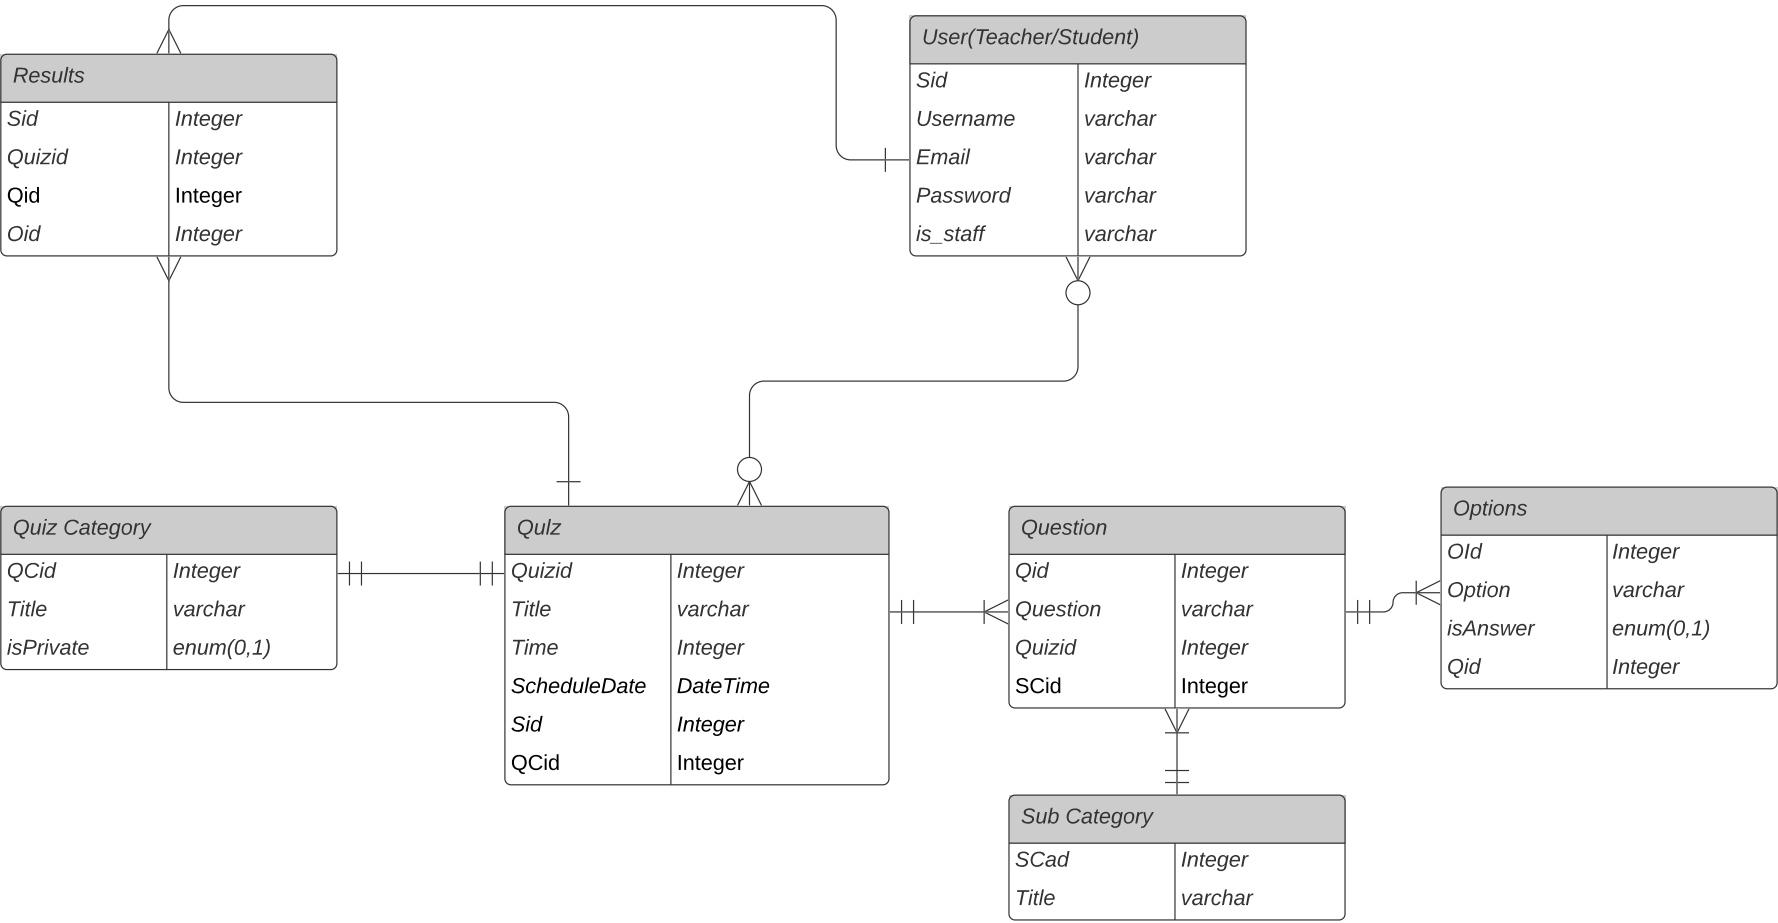 User(Teacher/Student)
Sid Integer
Username varchar
Email varchar
Password varchar
is_staff varchar
Results
Sid Integer
Quizid Integer
Qid Integer
Oid Integer
Quiz Category
QCid Integer
Title varchar
isPrivate enum(0,1)
Qulz
Quizid Integer
Title varchar
Time Integer
ScheduleDate DateTime
Sid Integer
QCid Integer
Question
Qid Integer
Question varchar
Quizid Integer
SCid Integer
Options
OId Integer
Option varchar
isAnswer enum(0,1)
Qid Integer
Sub Category
SCad Integer
Title varchar